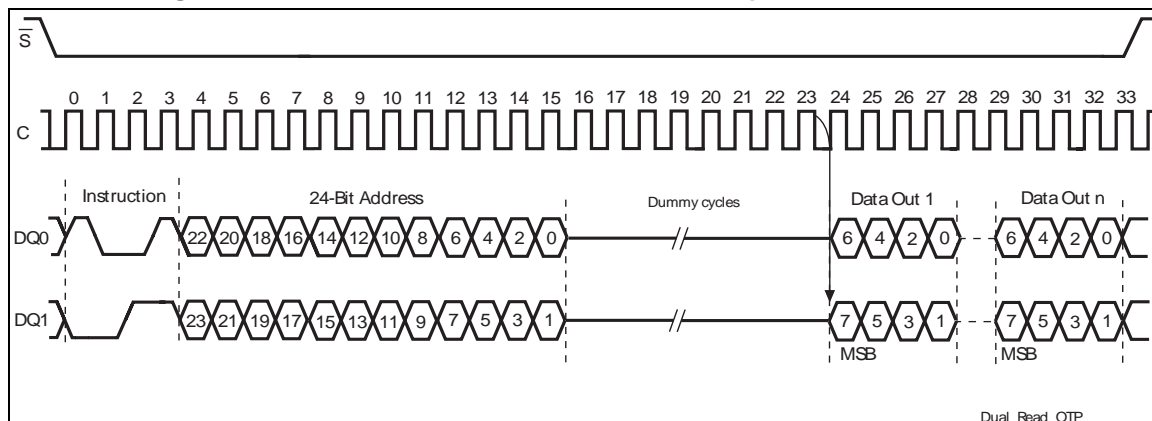 S
0 1 2 3 4 5 6 7 8 9 10 11 12 13 14 15 16 17 18 19 20 21 22 23 24 25 26 27 28 29 30 31 32 33
C
Instruction 24-Bit Address Dummy cycles Data Out 1 Data Out n
DQ0 22 20 18 16 14 12 10 8 6 4 2 0 6 4 2 0 6 4 2 0
DQ1 23 21 19 17 15 13 11 9 7 5 3 1 7 5 3 1 7 5 3 1
MSB MSB
Dual_Read_OTP